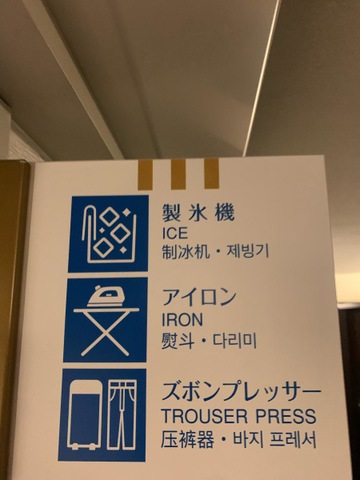 製氷機
ICE
制冰机・제빙기
アイロン
IRON
熨斗・다리미
ズボンプレッサー
TROUSER PRESS
压裤器・바지 프레서